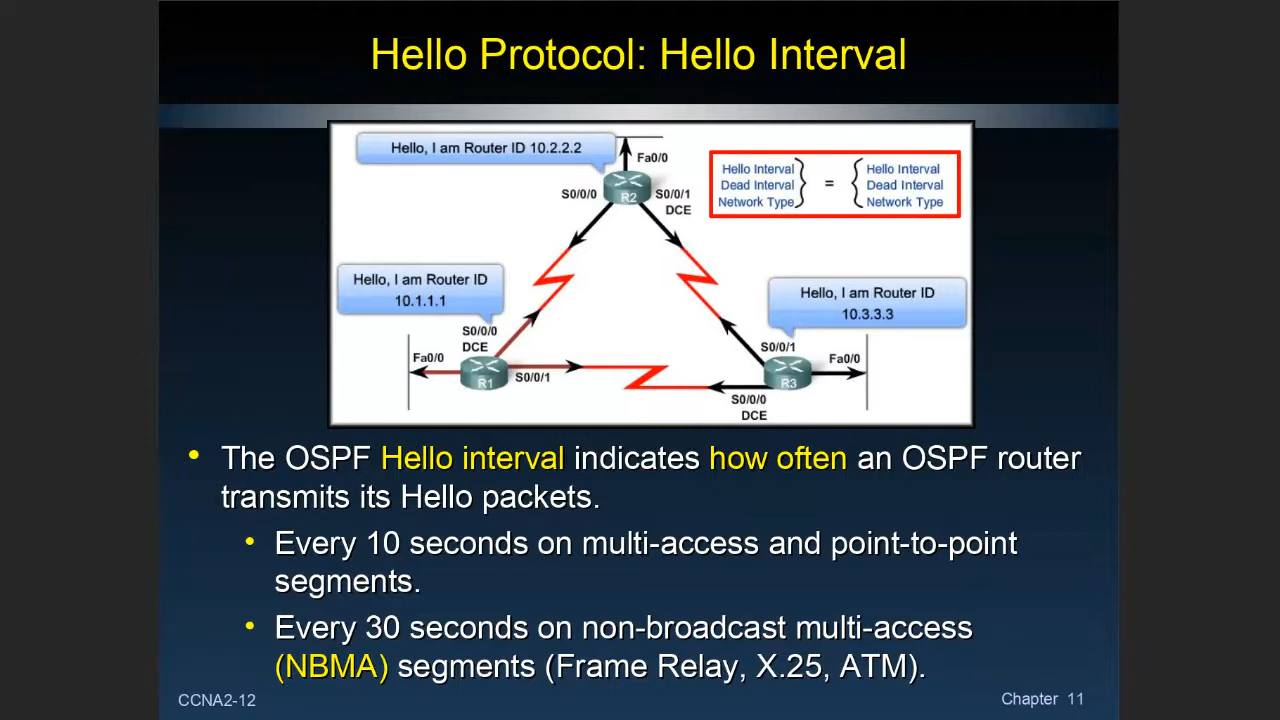 Hello Protocol: Hello Interval
Hello, I am Router ID 10.2.2.2
Fa0/0
S0/0/0
R2
S0/0/1
DCE
Hello Interval
Dead Interval
Network Type
=
Hello Interval
Dead Interval
Network Type
Hello, I am Router ID
10.1.1.1
Hello, I am Router ID
10.3.3.3
S0/0/0
DCE
Fa0/0
R1
S0/0/1
S0/0/1
Fa0/0
R3
S0/0/0
DCE
• The OSPF Hello interval indicates how often an OSPF router
transmits its Hello packets.
• Every 10 seconds on multi-access and point-to-point
segments.
• Every 30 seconds on non-broadcast multi-access
(NBMA) segments (Frame Relay, X.25, ATM).
CCNA2-12
Chapter 11